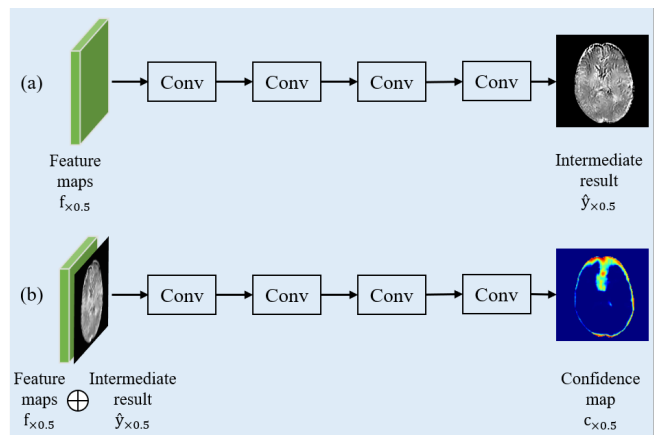 (a)
Conv
Conv
Conv
Conv
Feature
maps
f×0.5
Intermediate
result
ŷ×0.5
(b)
Conv
Conv
Conv
Conv
Feature
maps
f×0.5
⊕
Intermediate
result
ŷ×0.5
Confidence
map
c×0.5